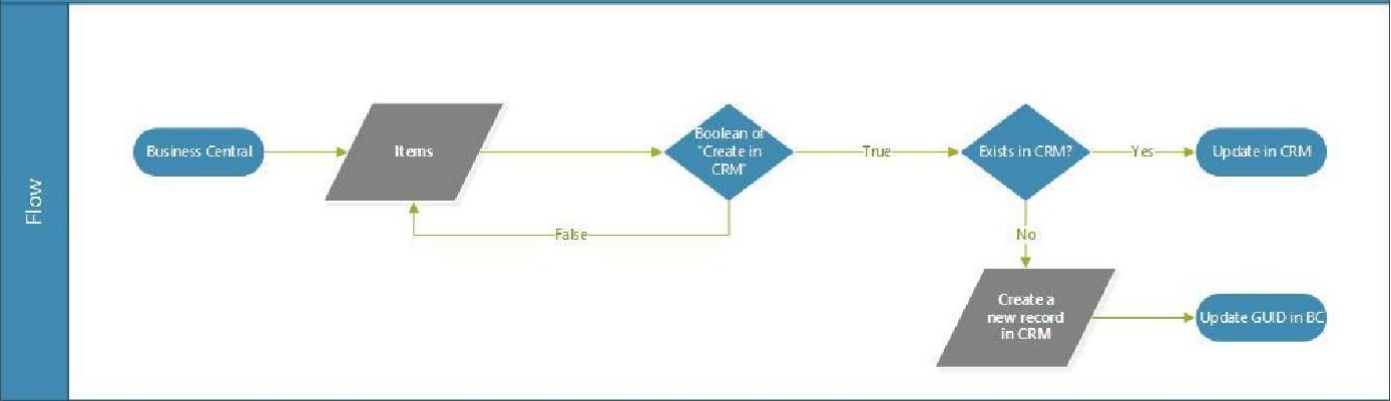 Flow
Business Central
Items
Boolean of
"Create in
CRM"
True
Exists in CRM?
Yes
Update in CRM
False
No
Create a
new record
in CRM
Update GUID in BC